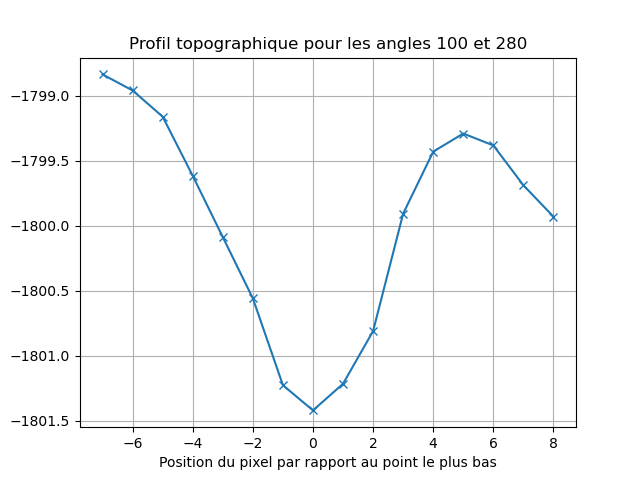 Profil topographique pour les angles 100 et 280
−1799.0
−1799.5
−1800.0
−1800.5
−1801.0
−1801.5
−6 −4 −2 0 2 4 6 8
Position du pixel par rapport au point le plus bas